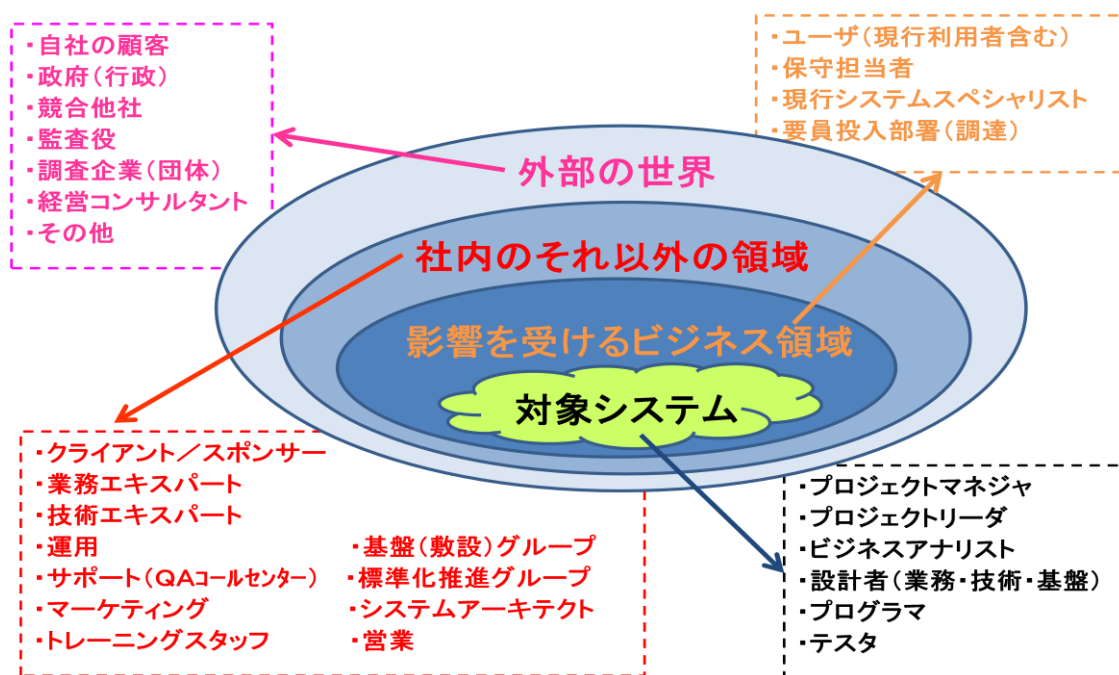 ・自社の顧客
・政府（行政）
・競合他社
・監査役
・調査企業（団体）
・経営コンサルタント
・その他
・ユーザ（現行利用者含む）
・保守担当者
・現行システムスペシャリスト
・要員投入部署（調達）
外部の世界
社内のそれ以外の領域
影響を受けるビジネス領域
対象システム
・クライアント／スポンサー
・業務エキスパート
・技術エキスパート
・運用
・サポート（QAコールセンター）
・マーケティング
・トレーニングスタッフ
・基盤（敷設）グループ
・標準化推進グループ
・システムアーキテクト
・営業
・プロジェクトマネジャ
・プロジェクトリーダ
・ビジネスアナリスト
・設計者（業務・技術・基盤）
・プログラマ
・テスタ